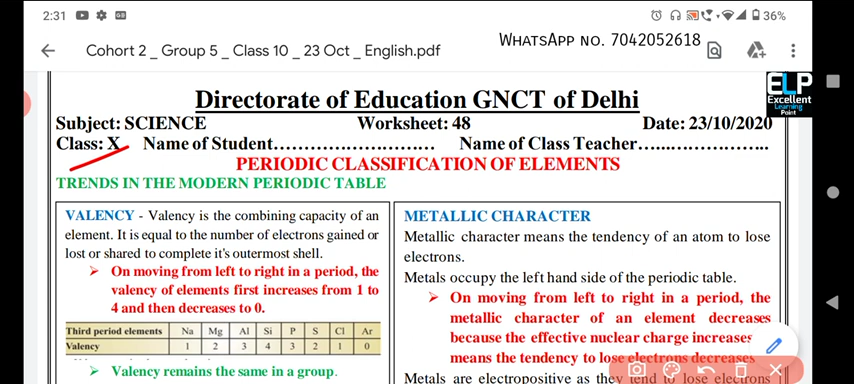 2:31
36%
Cohort 2 _ Group 5 _ Class 10 _ 23 Oct _ English.pdf
WHATSAPP NO. 7042052618
ELP
Excellent
Learning
Point
Directorate of Education GNCT of Delhi
Subject: SCIENCE Worksheet: 48 Date: 23/10/2020
Class: X Name of Student………………………… Name of Class Teacher…...………………..
PERIODIC CLASSIFICATION OF ELEMENTS
TRENDS IN THE MODERN PERIODIC TABLE
VALENCY - Valency is the combining capacity of an
element. It is equal to the number of electrons gained or
lost or shared to complete it's outermost shell.
➢ On moving from left to right in a period, the
valency of elements first increases from 1 to
4 and then decreases to 0.
Third period elements Na Mg Al Si P S Cl Ar
Valency 1 2 3 4 3 2 1 0
➢ Valency remains the same in a group.
METALLIC CHARACTER
Metallic character means the tendency of an atom to lose
electrons.
Metals occupy the left hand side of the periodic table.
➢ On moving from left to right in a period, the
metallic character of an element decreases
because the effective nuclear charge increases
means the tendency to lose electrons decreases
Metals are electropositive as they tend to lose electrons